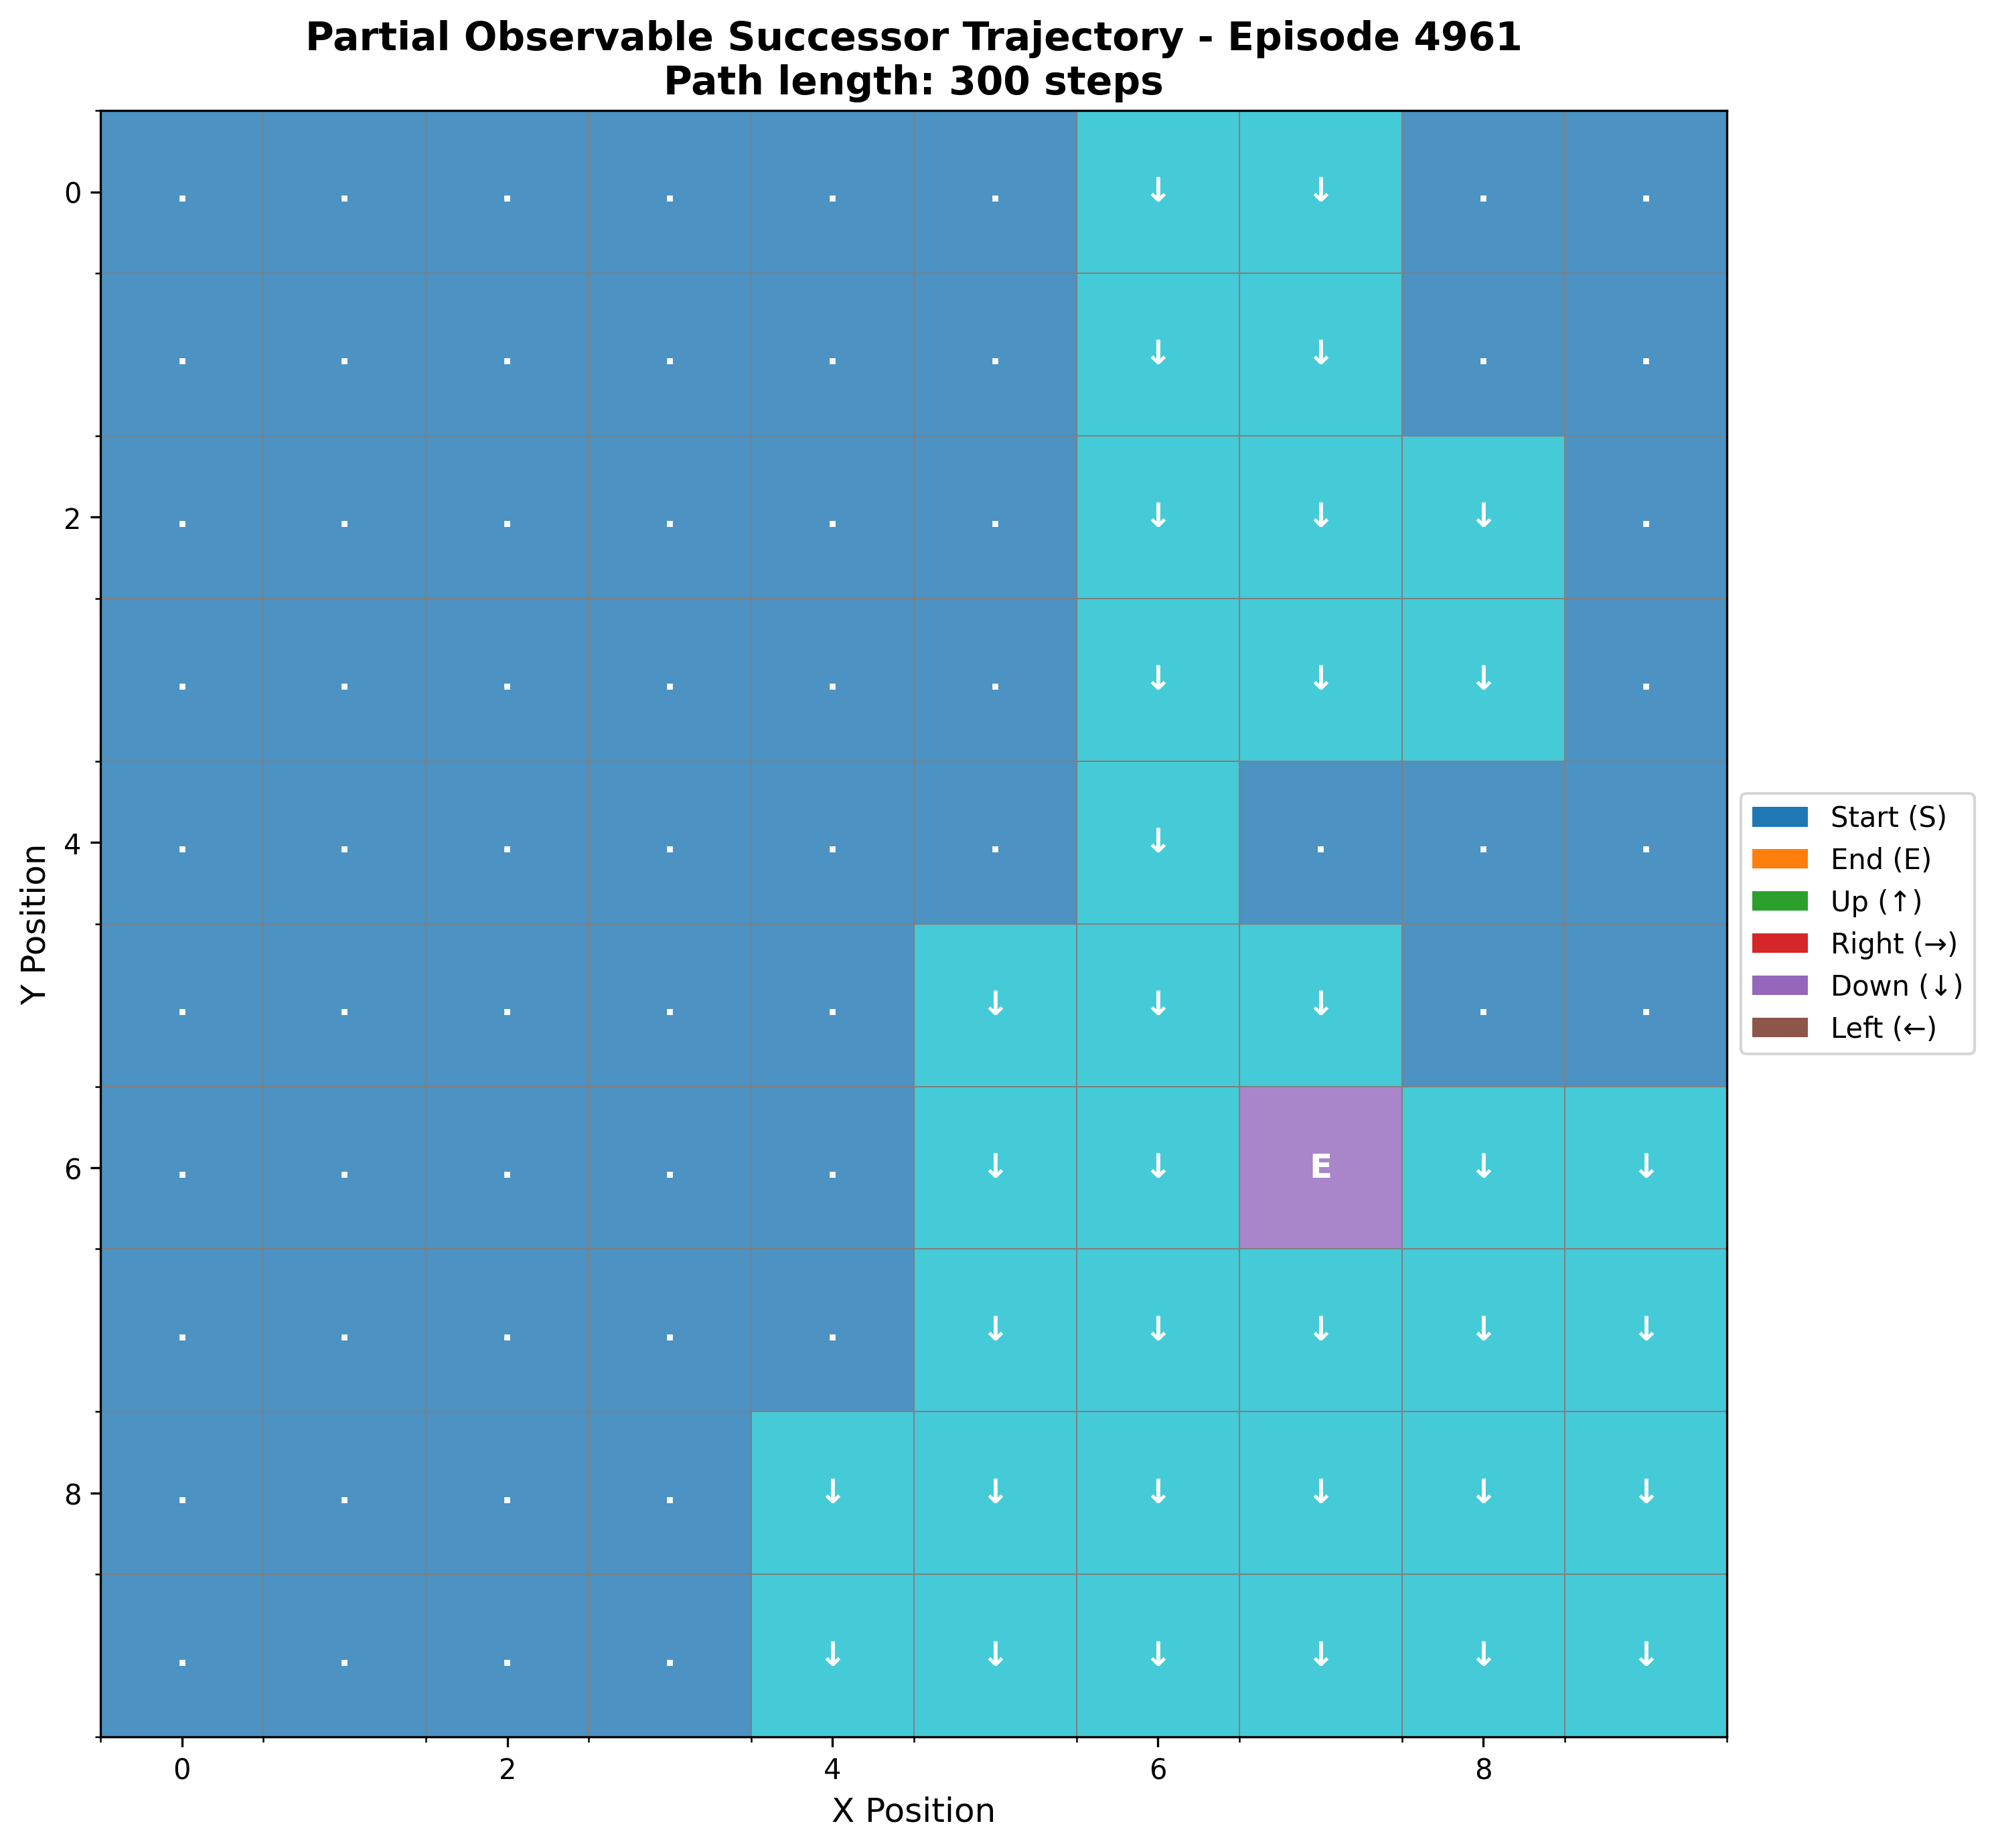 Partial Observable Successor Trajectory - Episode 4961
Path length: 300 steps
0 . . . . . . ↓ ↓ . .
. . . . . . ↓ ↓ . .
2 . . . . . . ↓ ↓ ↓ .
. . . . . . ↓ ↓ ↓ .
4 . . . . . . ↓ . . .
. . . . . ↓ ↓ ↓ . .
6 . . . . . ↓ ↓ E ↓ ↓
. . . . . ↓ ↓ ↓ ↓ ↓
8 . . . . ↓ ↓ ↓ ↓ ↓ ↓
. . . . ↓ ↓ ↓ ↓ ↓ ↓
0 2 4 6 8
X Position
Y Position
Start (S)
End (E)
Up (↑)
Right (→)
Down (↓)
Left (←)